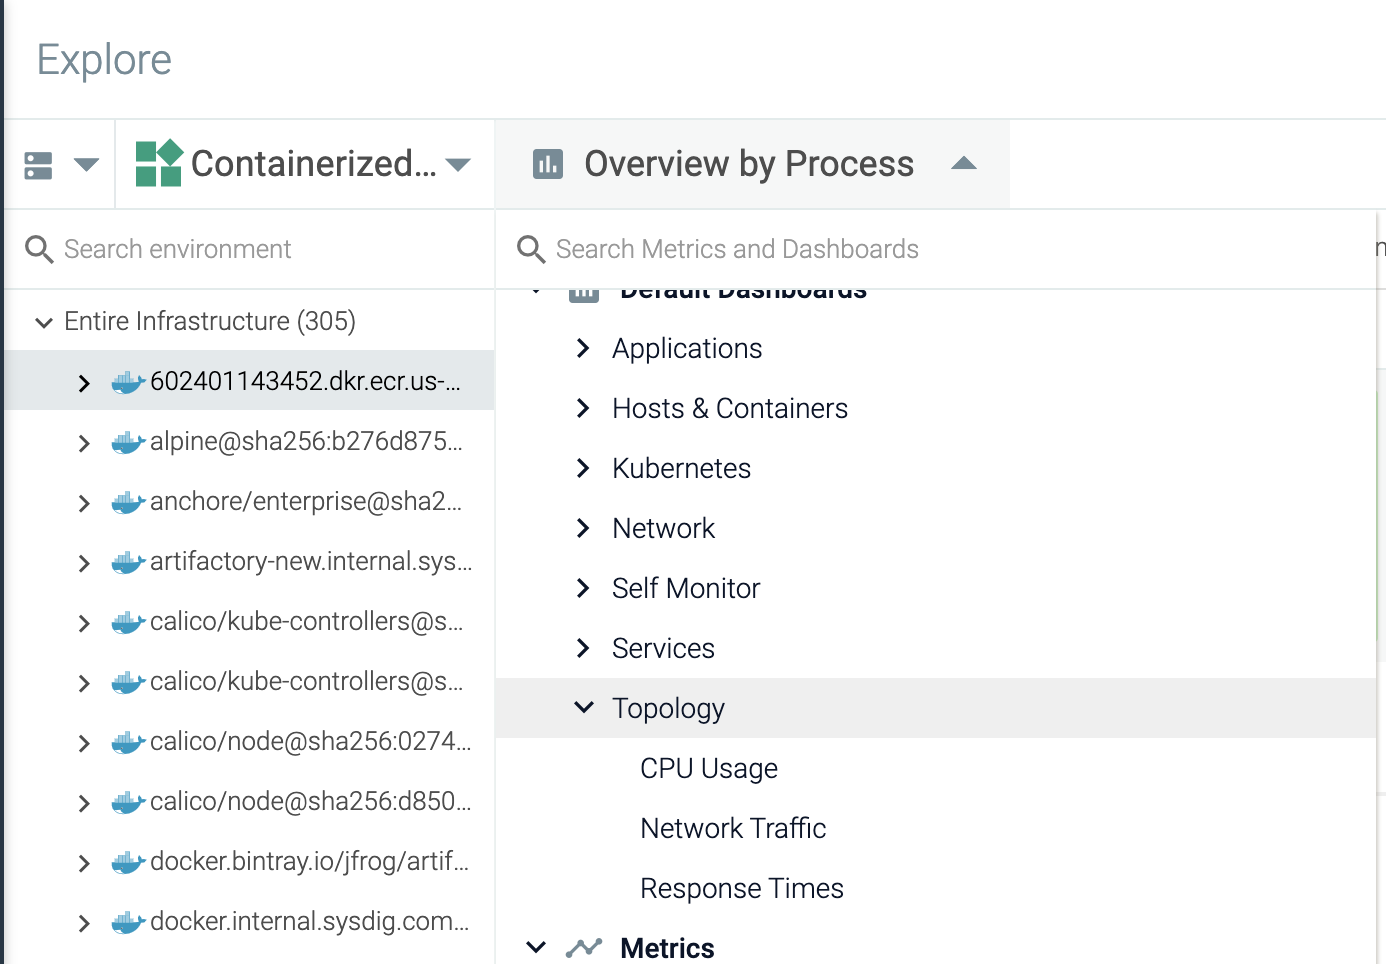 Explore
Containerized...
Overview by Process
Search environment
Search Metrics and Dashboards
Entire Infrastructure (305)
602401143452.dkr.ecr.us-...
alpine@sha256:b276d875...
anchore/enterprise@sha2...
artifactory-new.internal.sys...
calico/kube-controllers@s...
calico/kube-controllers@s...
calico/node@sha256:0274...
calico/node@sha256:d850...
docker.bintray.io/jfrog/artif...
docker.internal.sysdig.com...
Default Dashboards
Applications
Hosts & Containers
Kubernetes
Network
Self Monitor
Services
Topology
CPU Usage
Network Traffic
Response Times
Metrics